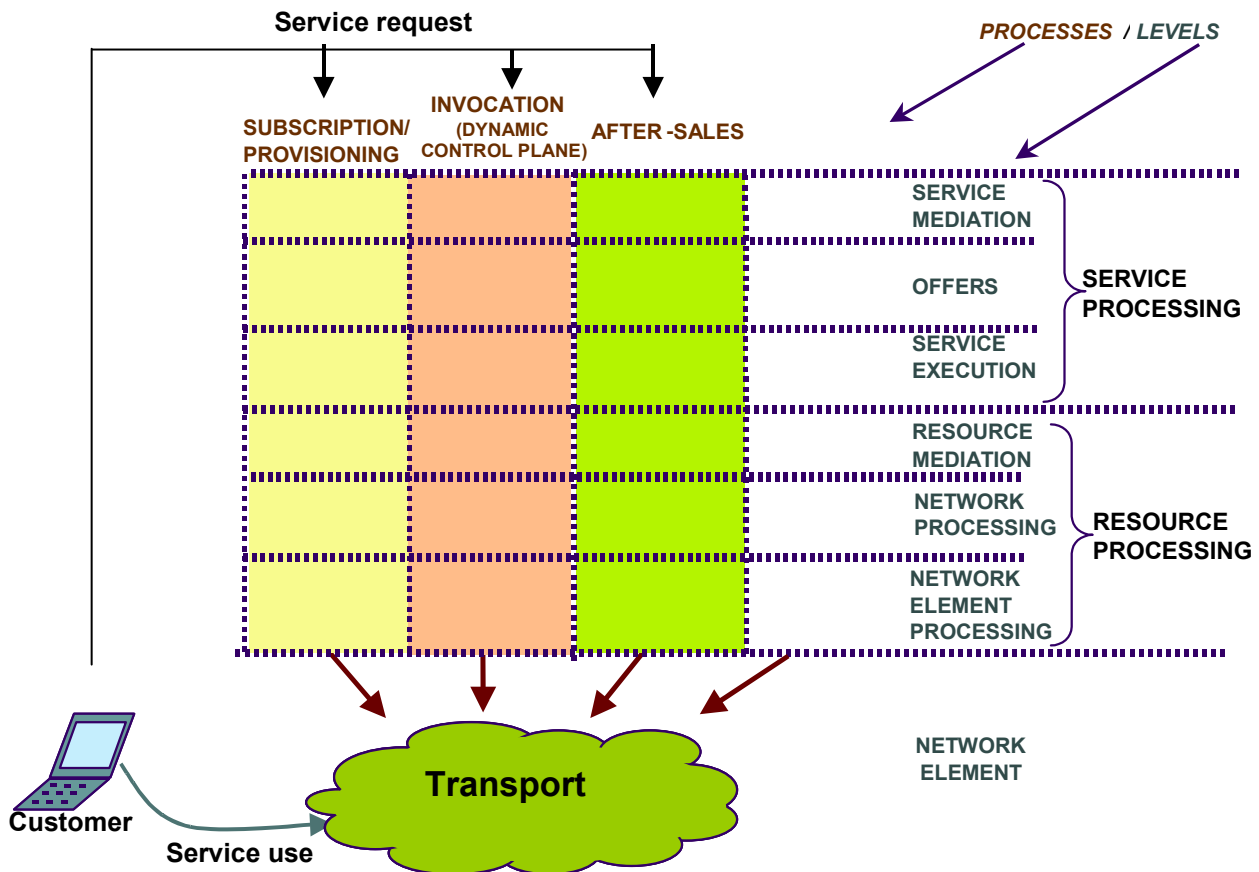 Service request
PROCESSES / LEVELS
SUBSCRIPTION/
PROVISIONING
INVOCATION
(DYNAMIC
CONTROL PLANE)
AFTER -SALES
SERVICE
MEDIATION
OFFERS
SERVICE
EXECUTION
SERVICE
PROCESSING
RESOURCE
MEDIATION
NETWORK
PROCESSING
NETWORK
ELEMENT
PROCESSING
RESOURCE
PROCESSING
NETWORK
ELEMENT
Transport
Customer
Service use